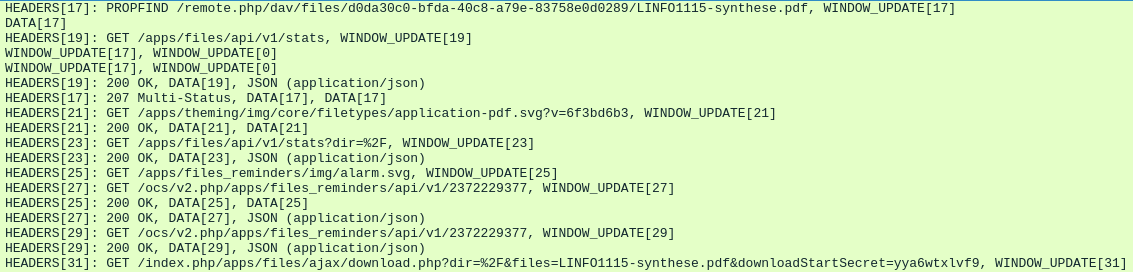 HEADERS[17]: PROPFIND /remote.php/dav/files/d0da30c0-bfda-40c8-a79e-83758e0d0289/LINFO1115-synthese.pdf, WINDOW_UPDATE[17]
DATA[17]
HEADERS[19]: GET /apps/files/api/v1/stats, WINDOW_UPDATE[19]
WINDOW_UPDATE[17], WINDOW_UPDATE[0]
WINDOW_UPDATE[17], WINDOW_UPDATE[0]
HEADERS[19]: 200 OK, DATA[19], JSON (application/json)
HEADERS[17]: 207 Multi-Status, DATA[17], DATA[17]
HEADERS[21]: GET /apps/theming/img/core/filetypes/application-pdf.svg?v=6f3bd6b3, WINDOW_UPDATE[21]
HEADERS[21]: 200 OK, DATA[21], DATA[21]
HEADERS[23]: GET /apps/files/api/v1/stats?dir=%2F, WINDOW_UPDATE[23]
HEADERS[23]: 200 OK, DATA[23], JSON (application/json)
HEADERS[25]: GET /apps/files_reminders/img/alarm.svg, WINDOW_UPDATE[25]
HEADERS[27]: GET /ocs/v2.php/apps/files_reminders/api/v1/2372229377, WINDOW_UPDATE[27]
HEADERS[25]: 200 OK, DATA[25], DATA[25]
HEADERS[27]: 200 OK, DATA[27], JSON (application/json)
HEADERS[29]: GET /ocs/v2.php/apps/files_reminders/api/v1/2372229377, WINDOW_UPDATE[29]
HEADERS[29]: 200 OK, DATA[29], JSON (application/json)
HEADERS[31]: GET /index.php/apps/files/ajax/download.php?dir=%2F&files=LINFO1115-synthese.pdf&downloadStartSecret=yya6wtxlvf9, WINDOW_UPDATE[31]